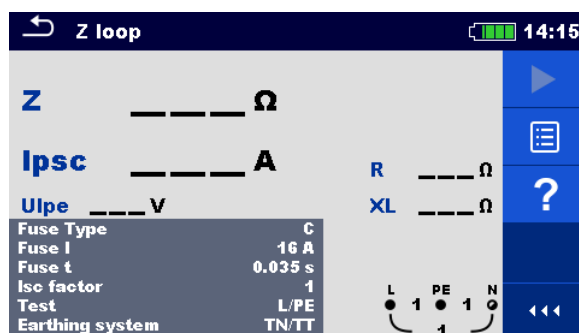 Z loop 14:15
Z ___ Ω
Ipsc ___ A
R ___ Ω
Ulpe ___ V
XL ___ Ω
?
Fuse Type C
Fuse I 16 A
Fuse t 0.035 s
Isc factor 1
Test L/PE
Earthing system TN/TT
L PE N
1 1
1